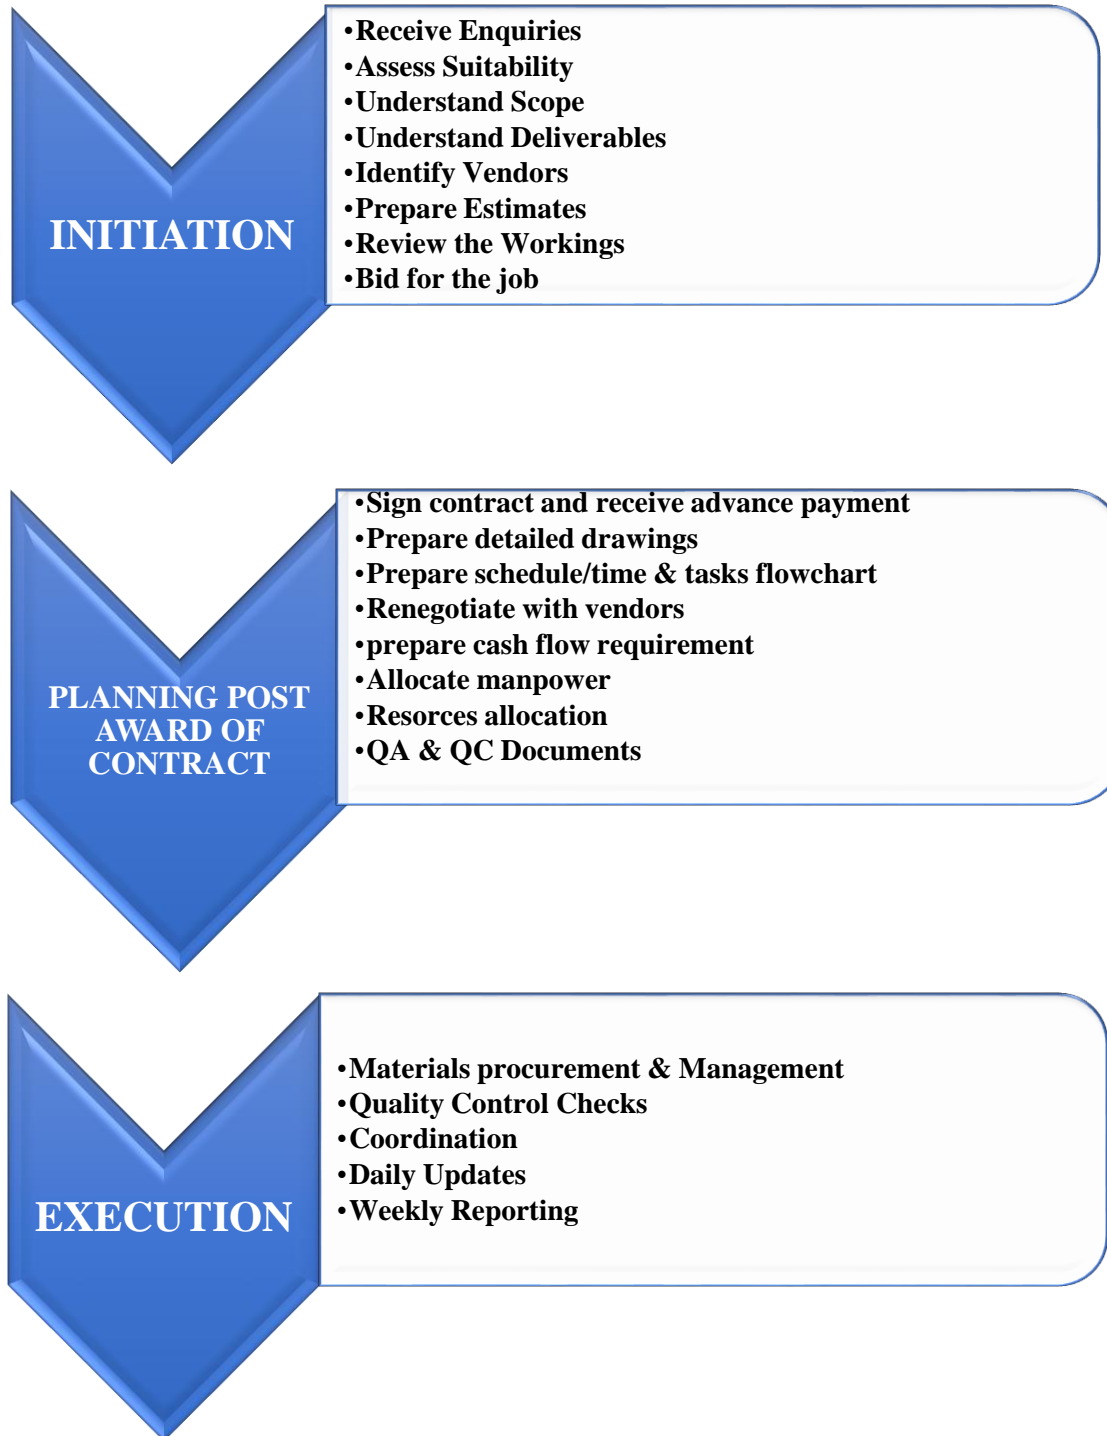 INITIATION
•Receive Enquiries
•Assess Suitability
•Understand Scope
•Understand Deliverables
•Identify Vendors
•Prepare Estimates
•Review the Workings
•Bid for the job
PLANNING POST
AWARD OF
CONTRACT
•Sign contract and receive advance payment
•Prepare detailed drawings
•Prepare schedule/time & tasks flowchart
•Renegotiate with vendors
•prepare cash flow requirement
•Allocate manpower
•Resorces allocation
•QA & QC Documents
EXECUTION
•Materials procurement & Management
•Quality Control Checks
•Coordination
•Daily Updates
•Weekly Reporting